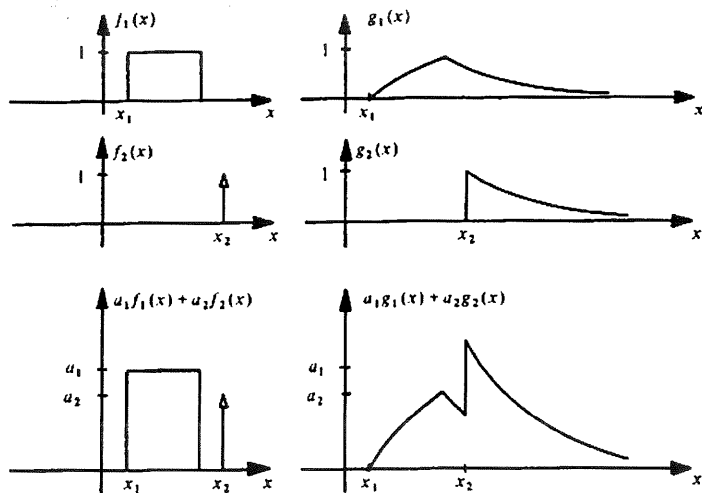 f₁(x)
1
x₁
x
g₁(x)
1
x₁
x
f₂(x)
1
x₂
x
g₂(x)
1
x₂
x
a₁f₁(x) + a₂f₂(x)
a₁
a₂
x₁
x₂
x
a₁g₁(x) + a₂g₂(x)
a₁
a₂
x₁
x₂
x